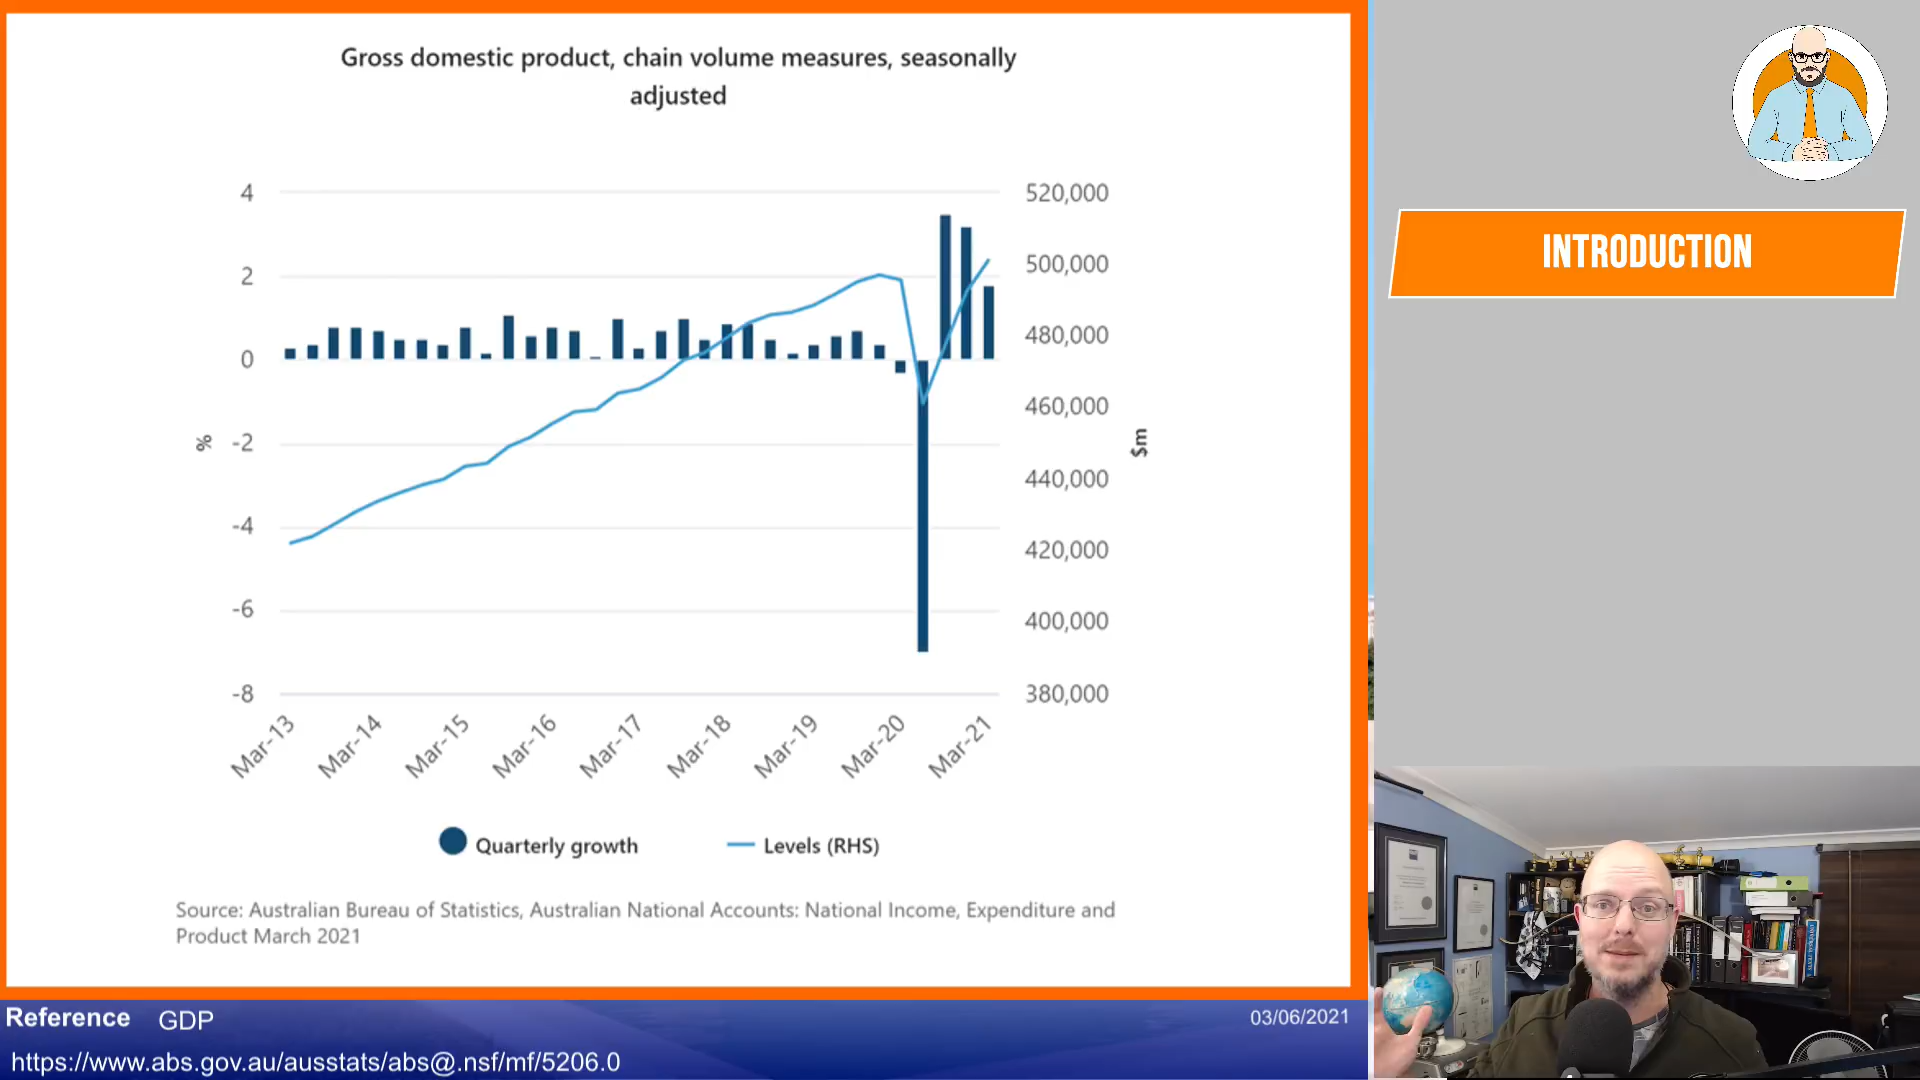 Gross domestic product, chain volume measures, seasonally
adjusted
4
2
0
-2
-4
-6
-8
%
520,000
500,000
480,000
460,000
440,000
420,000
400,000
380,000
$m
Mar-13
Mar-14
Mar-15
Mar-16
Mar-17
Mar-18
Mar-19
Mar-20
Mar-21
Quarterly growth
Levels (RHS)
Source: Australian Bureau of Statistics, Australian National Accounts: National Income, Expenditure and
Product March 2021
INTRODUCTION
Reference GDP
03/06/2021
https://www.abs.gov.au/ausstats/abs@.nsf/mf/5206.0